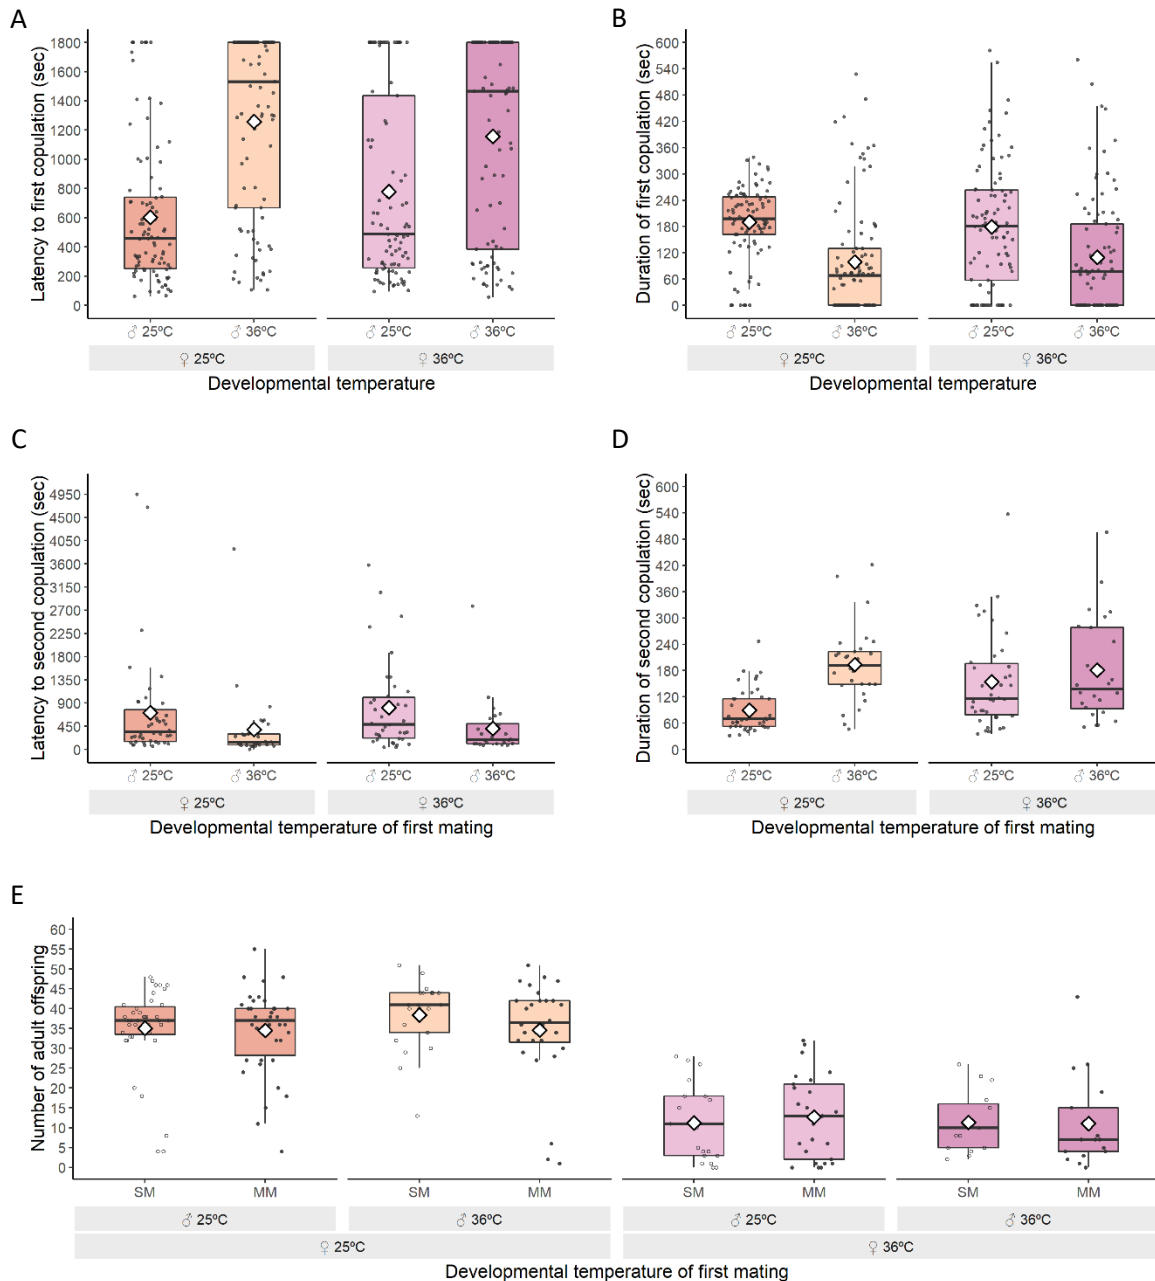 A
Latency to first copulation (sec)
1800
1600
1400
1200
1000
800
600
400
200
0
♂ 25ºC
♂ 36ºC
♂ 25ºC
♂ 36ºC
♀ 25ºC
♀ 36ºC
Developmental temperature
B
Duration of first copulation (sec)
600
540
480
420
360
300
240
180
120
60
0
♂ 25ºC
♂ 36ºC
♂ 25ºC
♂ 36ºC
♀ 25ºC
♀ 36ºC
Developmental temperature
C
Latency to second copulation (sec)
4950
4500
4050
3600
3150
2700
2250
1800
1350
900
450
0
♂ 25ºC
♂ 36ºC
♂ 25ºC
♂ 36ºC
♀ 25ºC
♀ 36ºC
Developmental temperature of first mating
D
Duration of second copulation (sec)
600
540
480
420
360
300
240
180
120
60
0
♂ 25ºC
♂ 36ºC
♂ 25ºC
♂ 36ºC
♀ 25ºC
♀ 36ºC
Developmental temperature of first mating
E
Number of adult offspring
60
55
50
45
40
35
30
25
20
15
10
5
0
SM
MM
SM
MM
SM
MM
SM
MM
♂ 25ºC
♂ 36ºC
♂ 25ºC
♂ 36ºC
♀ 25ºC
♀ 36ºC
Developmental temperature of first mating